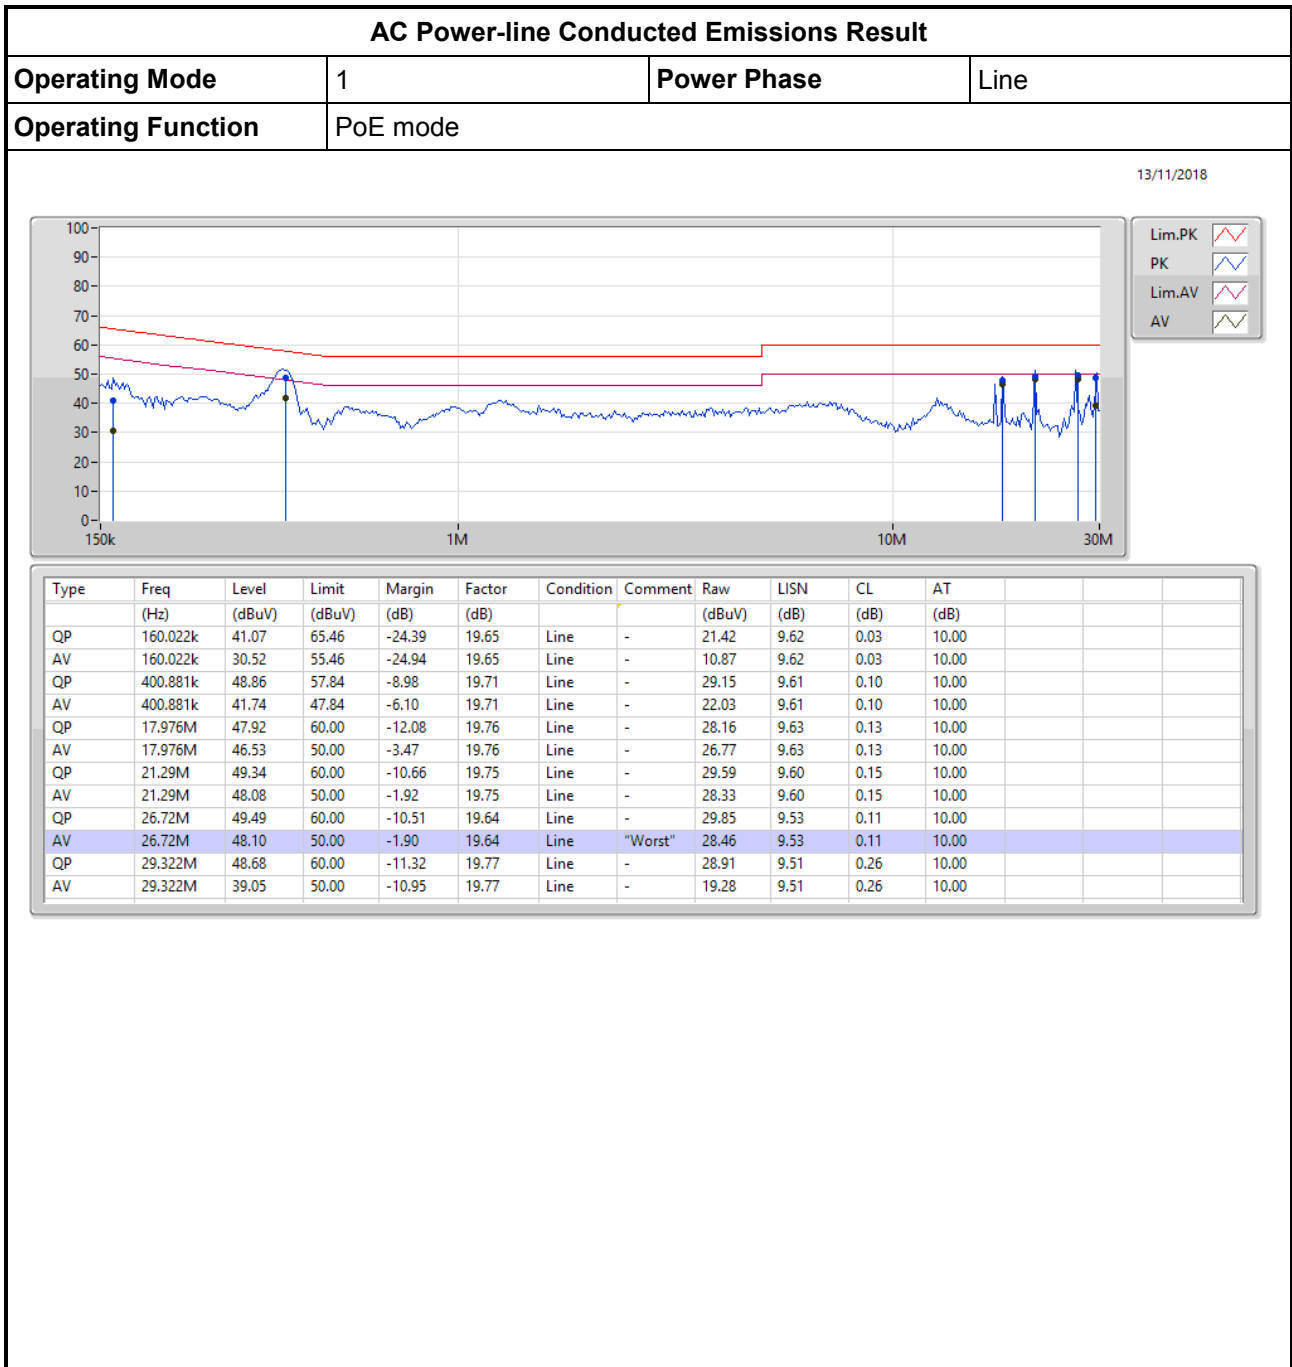 AC Power-line Conducted Emissions Result
Operating Mode 1 Power Phase Line
Operating Function PoE mode
13/11/2018
100
90
80
70
60
50
40
30
20
10
0
150k 1M 10M 30M
Lim.PK
PK
Lim.AV
AV
Type Freq Level Limit Margin Factor Condition Comment Raw LISN CL AT
(Hz) (dBuV) (dBuV) (dB) (dB) (dBuV) (dB) (dB) (dB)
QP 160.022k 41.07 65.46 -24.39 19.65 Line - 21.42 9.62 0.03 10.00
AV 160.022k 30.52 55.46 -24.94 19.65 Line - 10.87 9.62 0.03 10.00
QP 400.881k 48.86 57.84 -8.98 19.71 Line - 29.15 9.61 0.10 10.00
AV 400.881k 41.74 47.84 -6.10 19.71 Line - 22.03 9.61 0.10 10.00
QP 17.976M 47.92 60.00 -12.08 19.76 Line - 28.16 9.63 0.13 10.00
AV 17.976M 46.53 50.00 -3.47 19.76 Line - 26.77 9.63 0.13 10.00
QP 21.29M 49.34 60.00 -10.66 19.75 Line - 29.59 9.60 0.15 10.00
AV 21.29M 48.08 50.00 -1.92 19.75 Line - 28.33 9.60 0.15 10.00
QP 26.72M 49.49 60.00 -10.51 19.64 Line - 29.85 9.53 0.11 10.00
AV 26.72M 48.10 50.00 -1.90 19.64 Line "Worst" 28.46 9.53 0.11 10.00
QP 29.322M 48.68 60.00 -11.32 19.77 Line - 28.91 9.51 0.26 10.00
AV 29.322M 39.05 50.00 -10.95 19.77 Line - 19.28 9.51 0.26 10.00